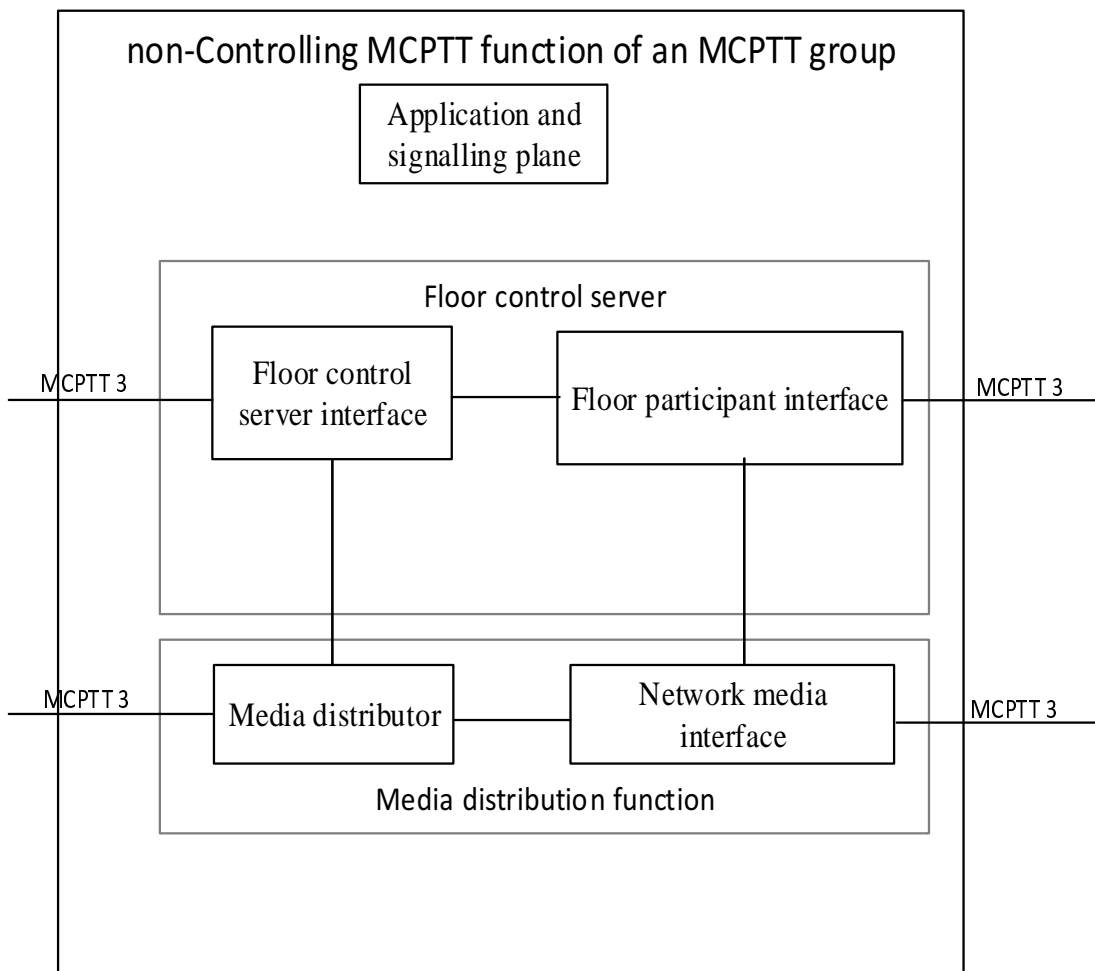 non-Controlling MCPTT function of an MCPTT group
Application and
signalling plane
Floor control server
MCPTT 3
Floor control
server interface
Floor participant interface
MCPTT 3
MCPTT 3
Media distributor
Network media
interface
MCPTT 3
Media distribution function